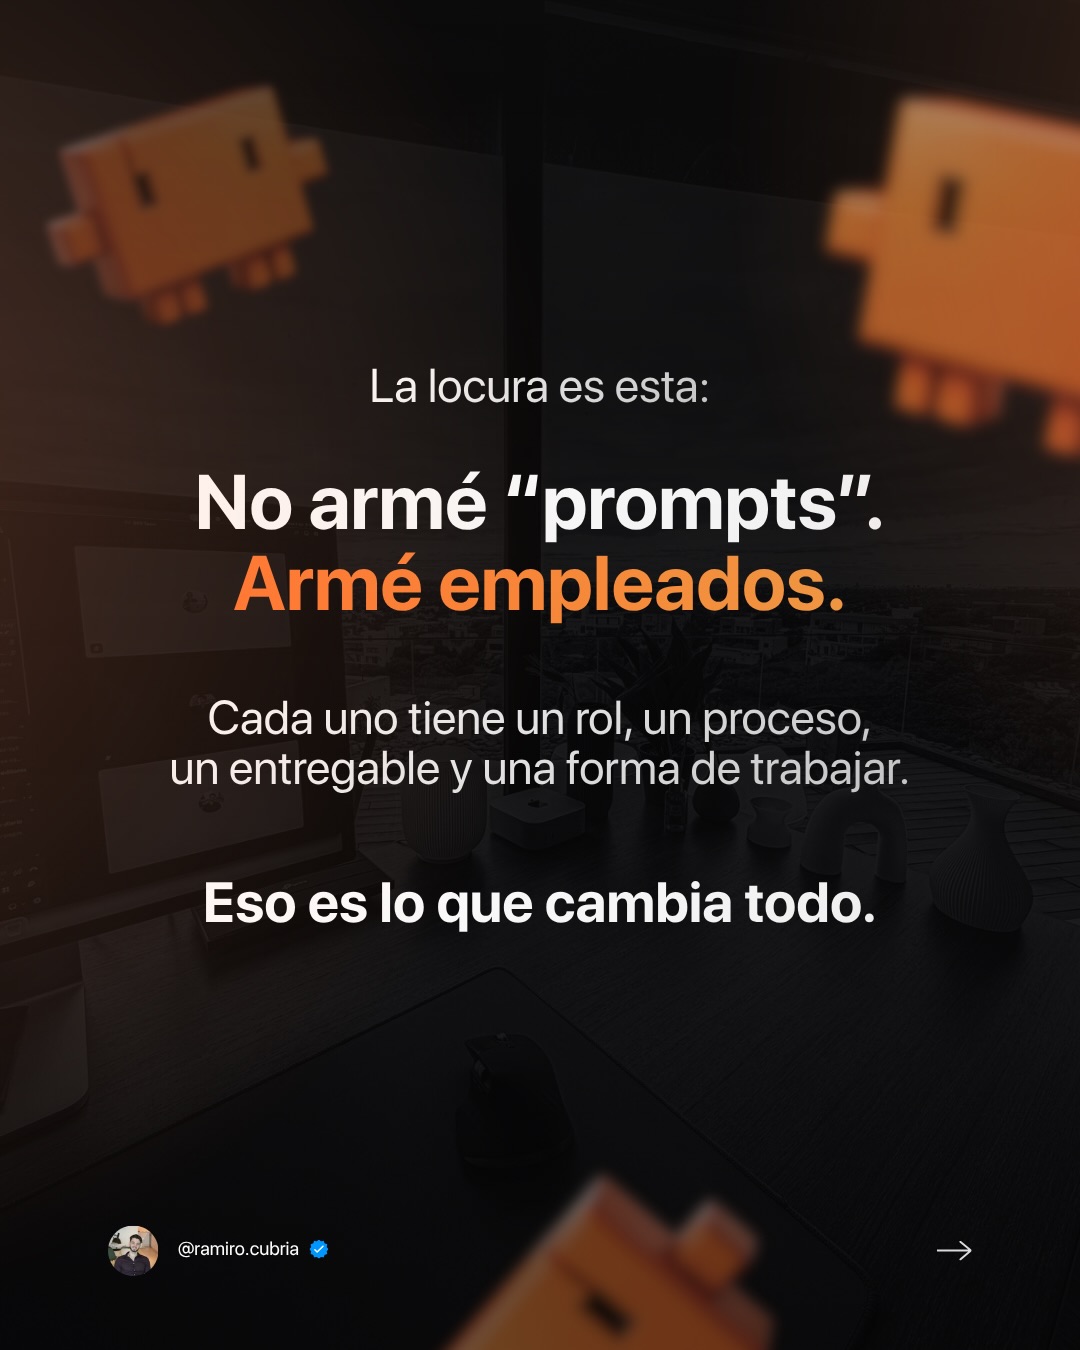 La locura es esta:
No armé “prompts”.
Armé empleados.
Cada uno tiene un rol, un proceso,
un entregable y una forma de trabajar.
Eso es lo que cambia todo.
@ramiro.cubria